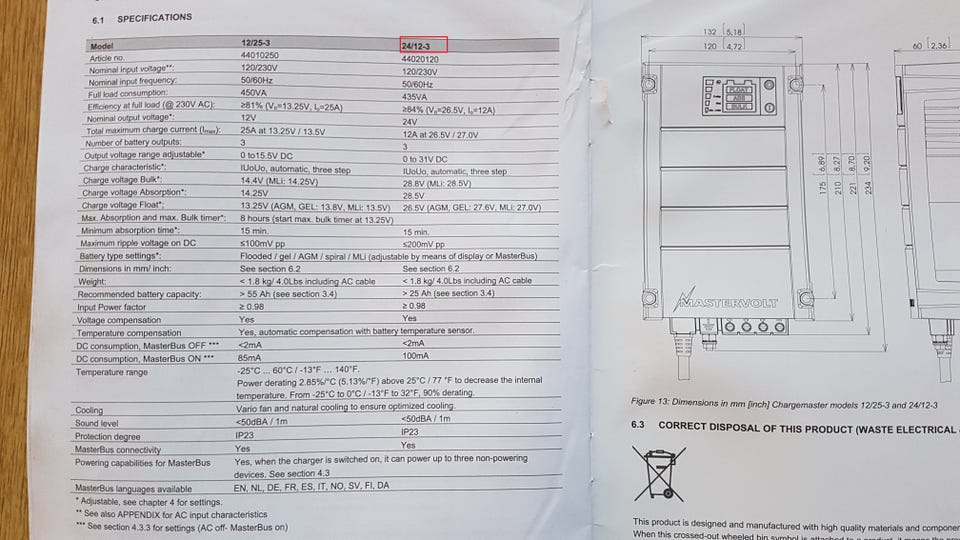 6.1 SPECIFICATIONS
Model 12/25-3 24/12-3
Article no. 44010250 44020120
Nominal input voltage**: 120/230V 120/230V
Nominal input frequency: 50/60Hz 50/60Hz
Full load consumption: 450VA 435VA
Efficiency at full load (@ 230V AC): ≥81% (Vo=13.25V, Io=25A) ≥84% (Vo=26.5V, Io=12A)
Nominal output voltage*: 12V 24V
Total maximum charge current (Imax): 25A at 13.25V / 13.5V 12A at 26.5V / 27.0V
Number of battery outputs: 3 3
Output voltage range adjustable* 0 to15.5V DC 0 to 31V DC
Charge characteristic*: IUoUo, automatic, three step IUoUo, automatic, three step
Charge voltage Bulk*: 14.4V (MLi: 14.25V) 28.8V (MLi: 28.5V)
Charge voltage Absorption*: 14.25V 28.5V
Charge voltage Float*: 13.25V (AGM, GEL: 13.8V, MLi: 13.5V) 26.5V (AGM, GEL: 27.6V, MLi: 27.0V)
Max. Absorption and max. Bulk timer*: 8 hours (start max. bulk timer at 13.25V)
Minimum absorption time*: 15 min. 15 min.
Maximum ripple voltage on DC ≤100mV pp ≤200mV pp
Battery type settings*: Flooded / gel / AGM / spiral / MLi (adjustable by means of display or MasterBus)
Dimensions in mm/ inch: See section 6.2 See section 6.2
Weight: < 1.8 kg/ 4.0Lbs including AC cable < 1.8 kg/ 4.0Lbs including AC cable
Recommended battery capacity: > 55 Ah (see section 3.4) > 25 Ah (see section 3.4)
Input Power factor ≥ 0.98 ≥ 0.98
Voltage compensation Yes Yes
Temperature compensation Yes, automatic compensation with battery temperature sensor.
DC consumption, MasterBus OFF *** <2mA <2mA
DC consumption, MasterBus ON *** 85mA 100mA
Temperature range -25°C ... 60°C / -13°F ... 140°F.
Power derating 2.85%/°C (5.13%/°F) above 25°C / 77 °F to decrease the internal
temperature. From -25°C to 0°C / -13°F to 32°F, 90% derating.
Cooling Vario fan and natural cooling to ensure optimized cooling.
Sound level <50dBA / 1m <50dBA / 1m
Protection degree IP23 IP23
MasterBus connectivity Yes Yes
Powering capabilities for MasterBus Yes, when the charger is switched on, it can power up to three non-powering
devices. See section 4.3
MasterBus languages available EN, NL, DE, FR, ES, IT, NO, SV, FI, DA
* Adjustable, see chapter 4 for settings.
** See also APPENDiX for AC input characteristics
*** See section 4.3.3 for settings (AC off- MasterBus on)
132 [5,18]
120 [4,72]
60 [2,36]
FLOAT
ABS
BULK
175 [6,89]
210 [8,27]
221 [8,70]
234 [9,20]
MASTERVOLT
Figure 13: Dimensions in mm [inch] Chargemaster models 12/25-3 and 24/12-3
6.3 CORRECT DISPOSAL OF THIS PRODUCT (WASTE ELECTRICAL
This product is designed and manufactured with high quality materials and
When this crossed-out wheeled bin symbol is attached to a product, it means the